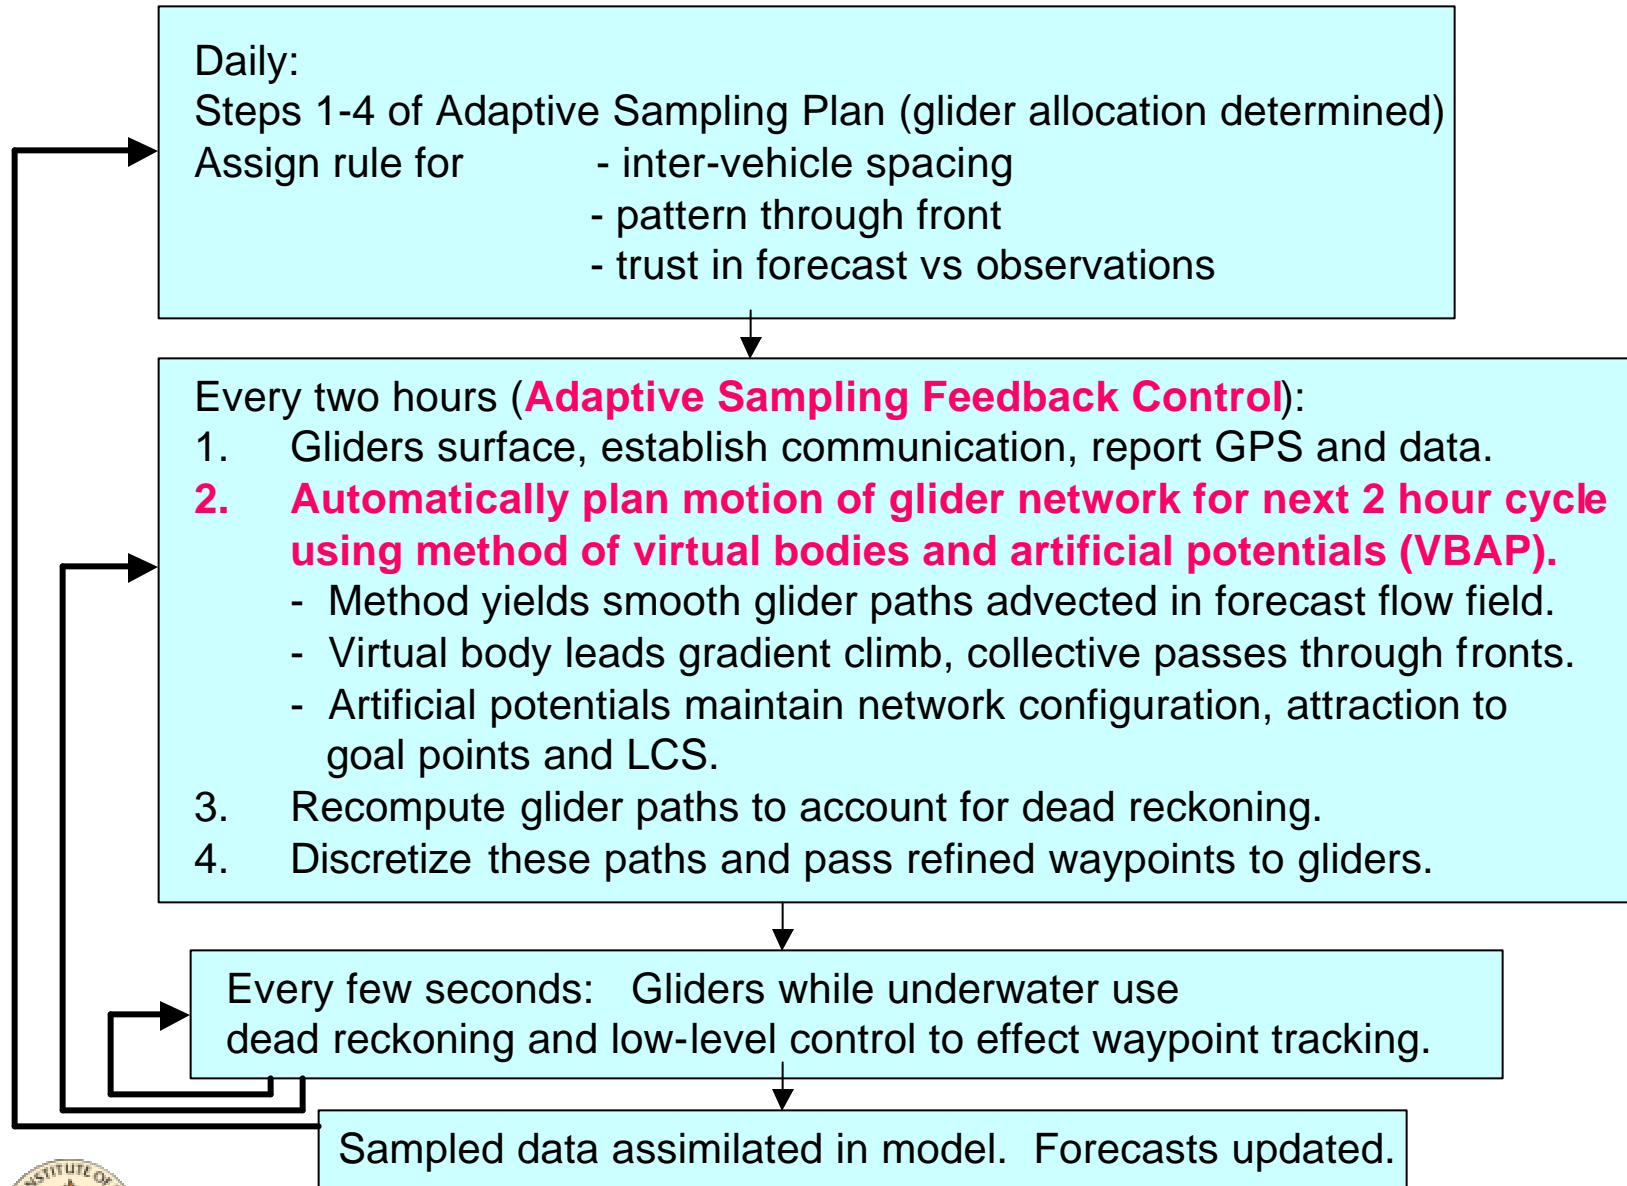 Daily:
Steps 1-4 of Adaptive Sampling Plan (glider allocation determined)
Assign rule for - inter-vehicle spacing
- pattern through front
- trust in forecast vs observations
Every two hours (Adaptive Sampling Feedback Control):
1. Gliders surface, establish communication, report GPS and data.
2. Automatically plan motion of glider network for next 2 hour cycle
using method of virtual bodies and artificial potentials (VBAP).
- Method yields smooth glider paths advected in forecast flow field.
- Virtual body leads gradient climb, collective passes through fronts.
- Artificial potentials maintain network configuration, attraction to
goal points and LCS.
3. Recompute glider paths to account for dead reckoning.
4. Discretize these paths and pass refined waypoints to gliders.
Every few seconds: Gliders while underwater use
dead reckoning and low-level control to effect waypoint tracking.
Sampled data assimilated in model. Forecasts updated.
INSTITUTE OF